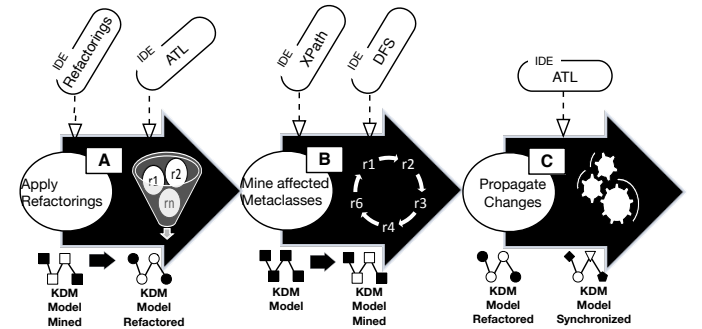 IDE
Refactorings
IDE
ATL
IDE
XPath
IDE
DFS
IDE
ATL
A
Apply
Refactorings
r1
r2
rn
B
Mine affected
Metaclasses
r1
r2
r3
r4
r6
C
Propagate
Changes
KDM
Model
Mined
KDM
Model
Refactored
KDM
Model
KDM
Model
Mined
KDM
Model
Refactored
KDM
Model
Synchronized